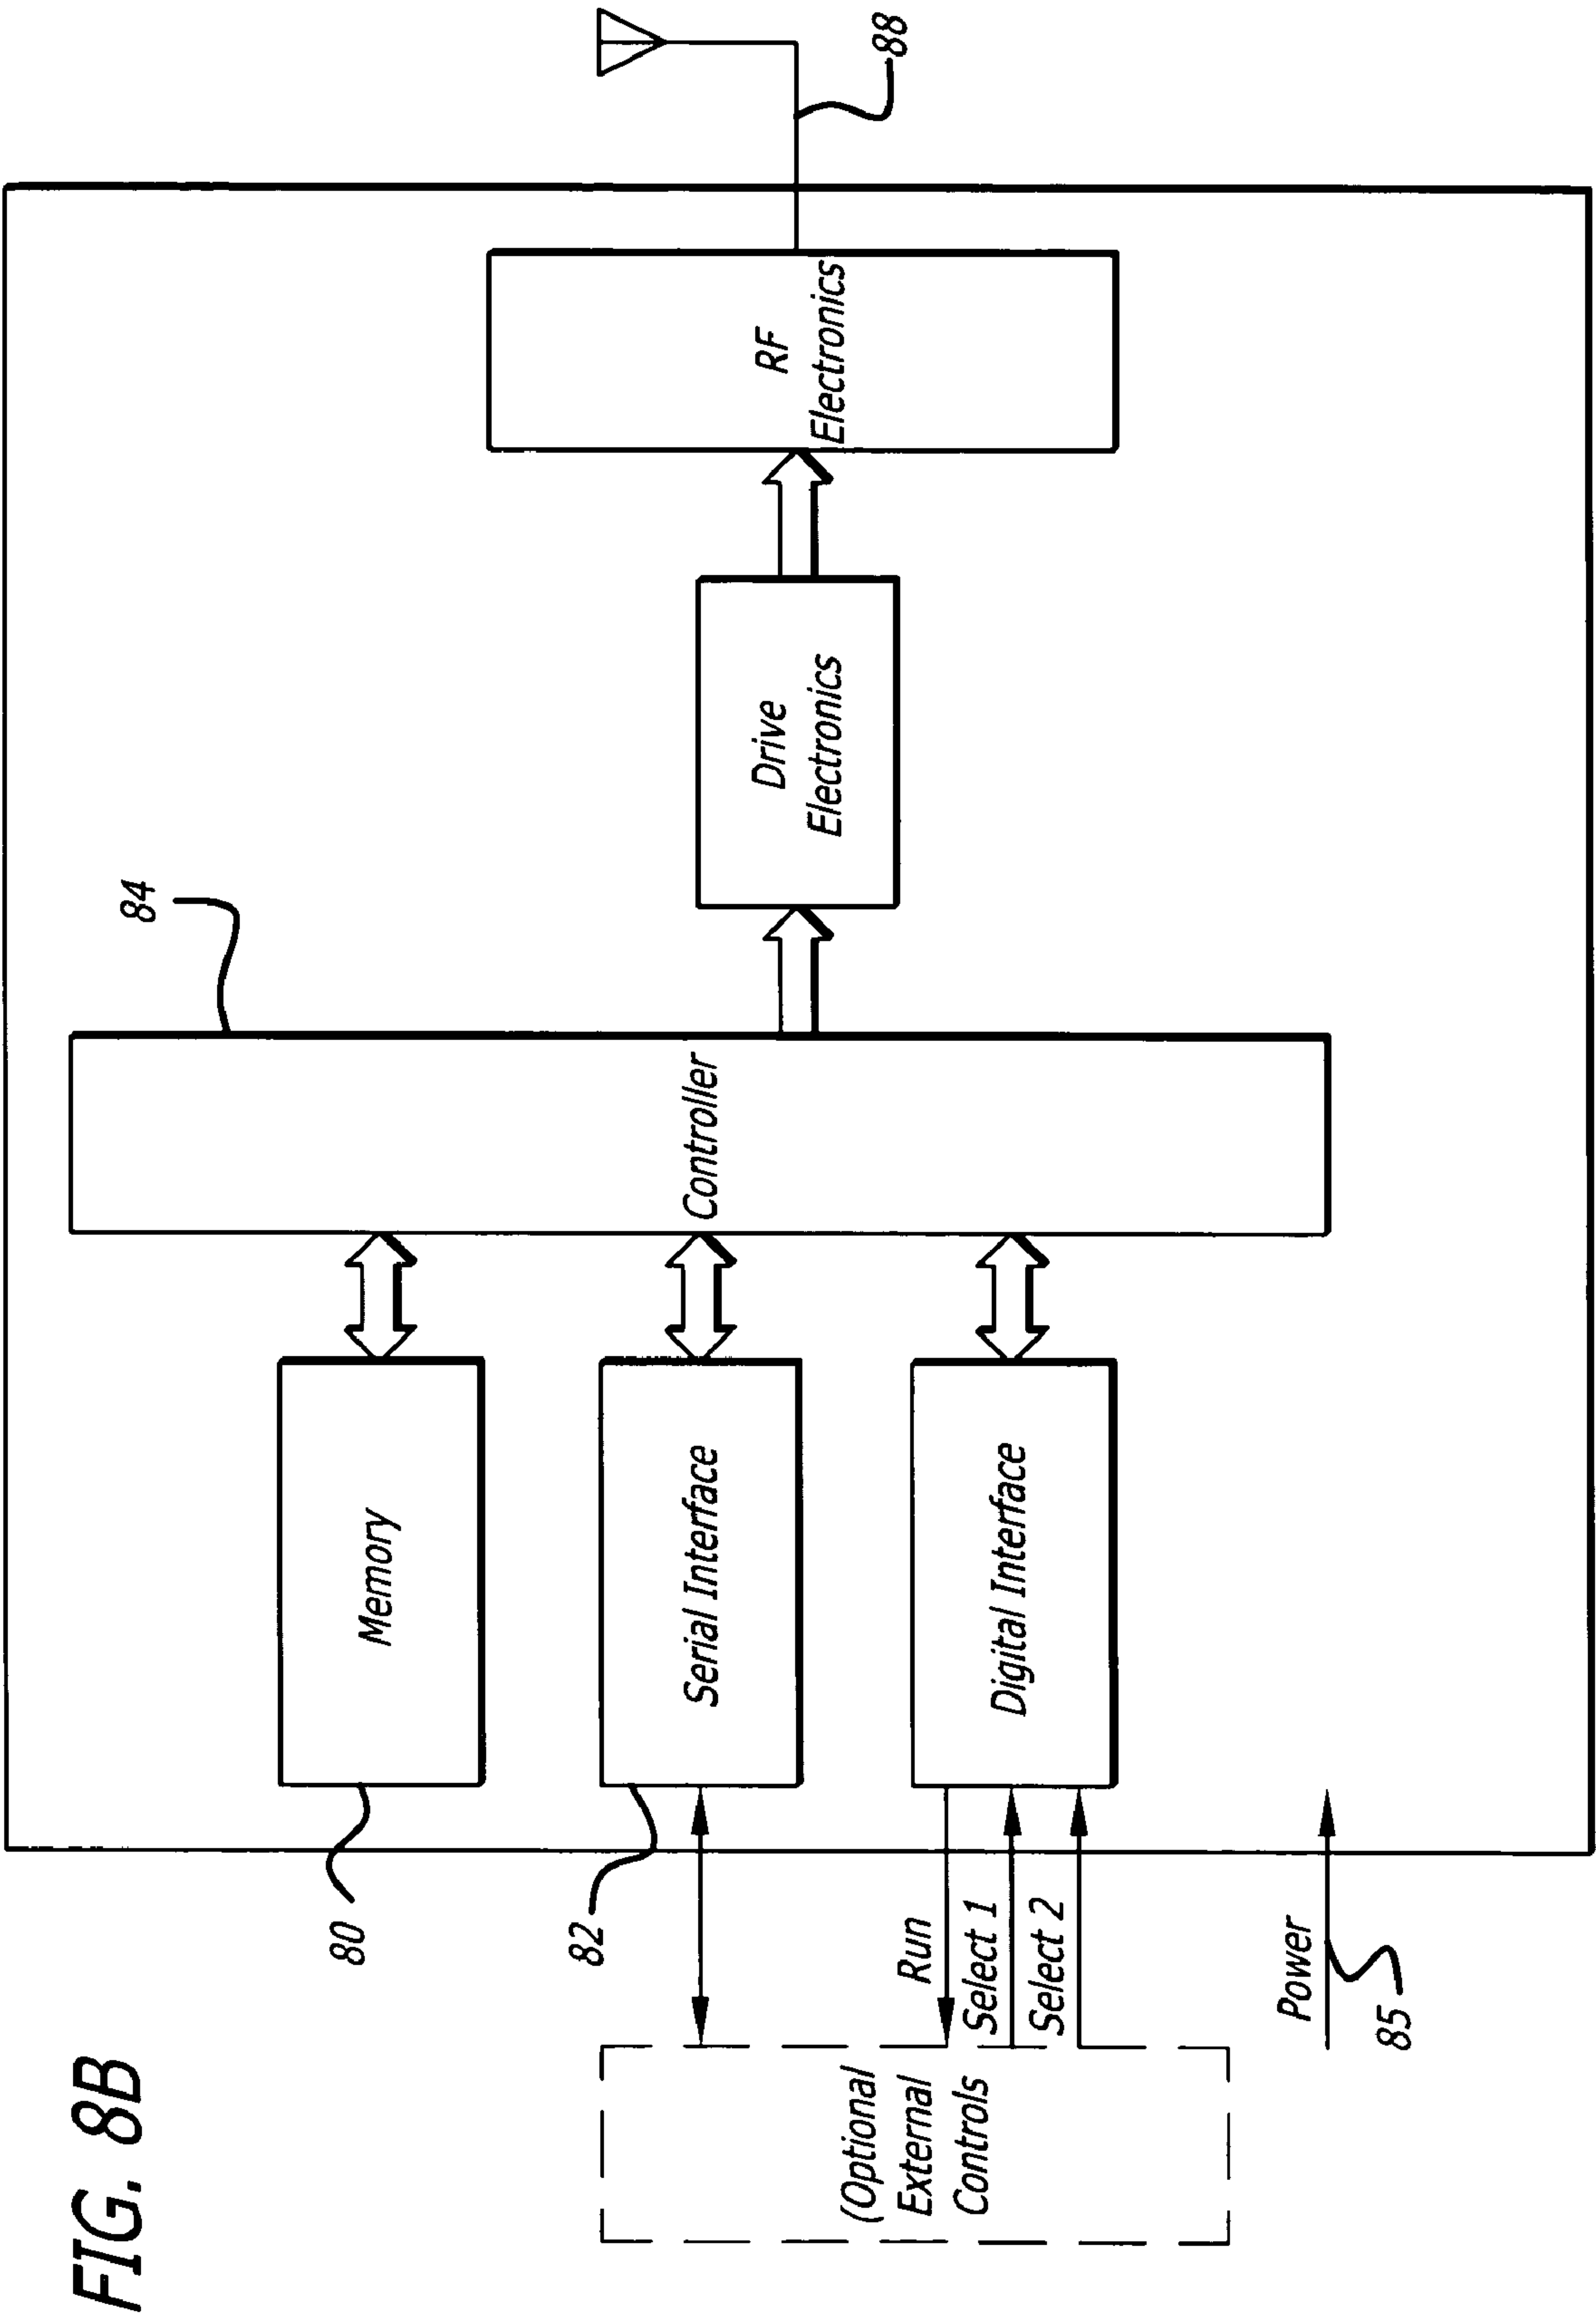 FIG. 8B
84
88
Memory
Controller
Drive
Electronics
RF
Electronics
80
Serial Interface
82
Digital Interface
Run
Select 1
Select 2
(Optional
External
Controls
Power
85